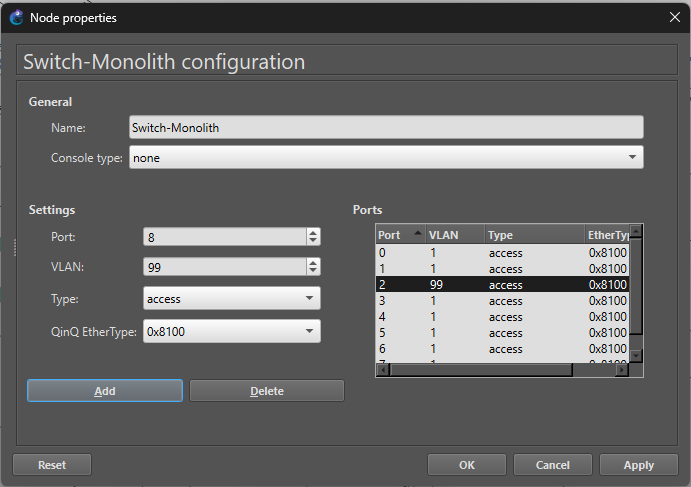 Node properties
Switch-Monolith configuration
General
Name: Switch-Monolith
Console type: none
Settings
Port: 8
VLAN: 99
Type: access
QinQ EtherType: 0x8100
Add Delete
Ports
Port VLAN Type EtherTyp
0 1 access 0x8100
1 1 access 0x8100
2 99 access 0x8100
3 1 access 0x8100
4 1 access 0x8100
5 1 access 0x8100
6 1 access 0x8100
Reset OK Cancel Apply